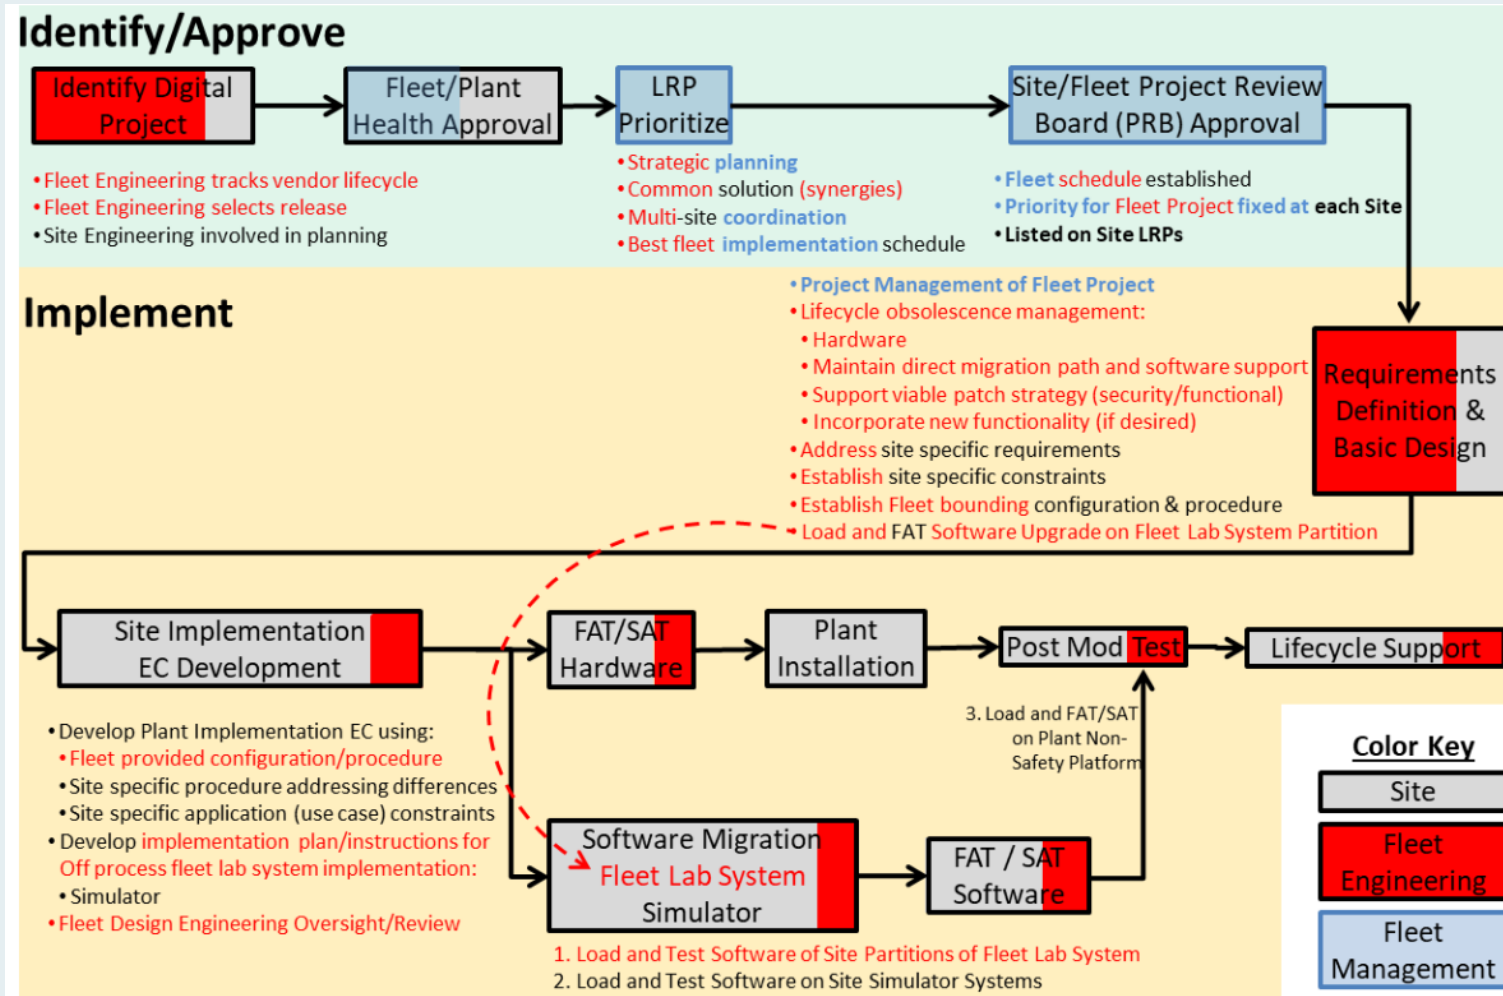 Identify/Approve
Identify Digital
Project
Fleet/Plant
Health Approval
LRP
Prioritize
Site/Fleet Project Review
Board (PRB) Approval
•Fleet Engineering tracks vendor lifecycle
•Fleet Engineering selects release
•Site Engineering involved in planning
•Strategic planning
•Common solution (synergies)
•Multi-site coordination
•Best fleet implementation schedule
•Fleet schedule established
•Priority for Fleet Project fixed at each Site
•Listed on Site LRPs
Implement
•Project Management of Fleet Project
•Lifecycle obsolescence management:
•Hardware
•Maintain direct migration path and software support
•Support viable patch strategy (security/functional)
•Incorporate new functionality (if desired)
•Address site specific requirements
•Establish site specific constraints
•Establish Fleet bounding configuration & procedure
•Load and FAT Software Upgrade on Fleet Lab System Partition
Requirements
Definition &
Basic Design
Site Implementation
EC Development
FAT/SAT
Hardware
Plant
Installation
Post Mod Test
Lifecycle Support
•Develop Plant Implementation EC using:
•Fleet provided configuration/procedure
•Site specific procedure addressing differences
•Site specific application (use case) constraints
•Develop implementation plan/instructions for
Off process fleet lab system implementation:
•Simulator
•Fleet Design Engineering Oversight/Review
3. Load and FAT/SAT
on Plant Non-
Safety Platform
Software Migration
Fleet Lab System
Simulator
FAT / SAT
Software
1. Load and Test Software of Site Partitions of Fleet Lab System
2. Load and Test Software on Site Simulator Systems
Color Key
Site
Fleet
Engineering
Fleet
Management